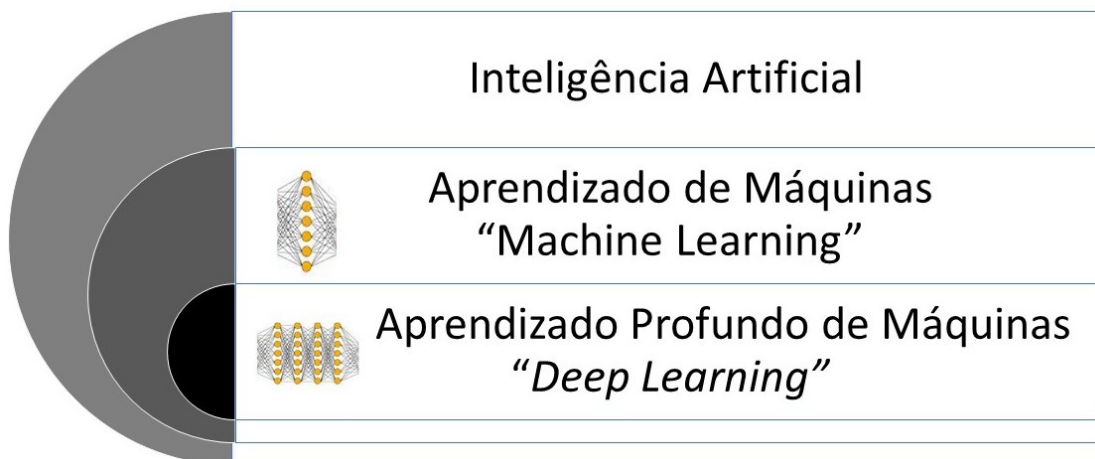 Inteligência Artificial
Aprendizado de Máquinas
“Machine Learning”
Aprendizado Profundo de Máquinas
“Deep Learning”